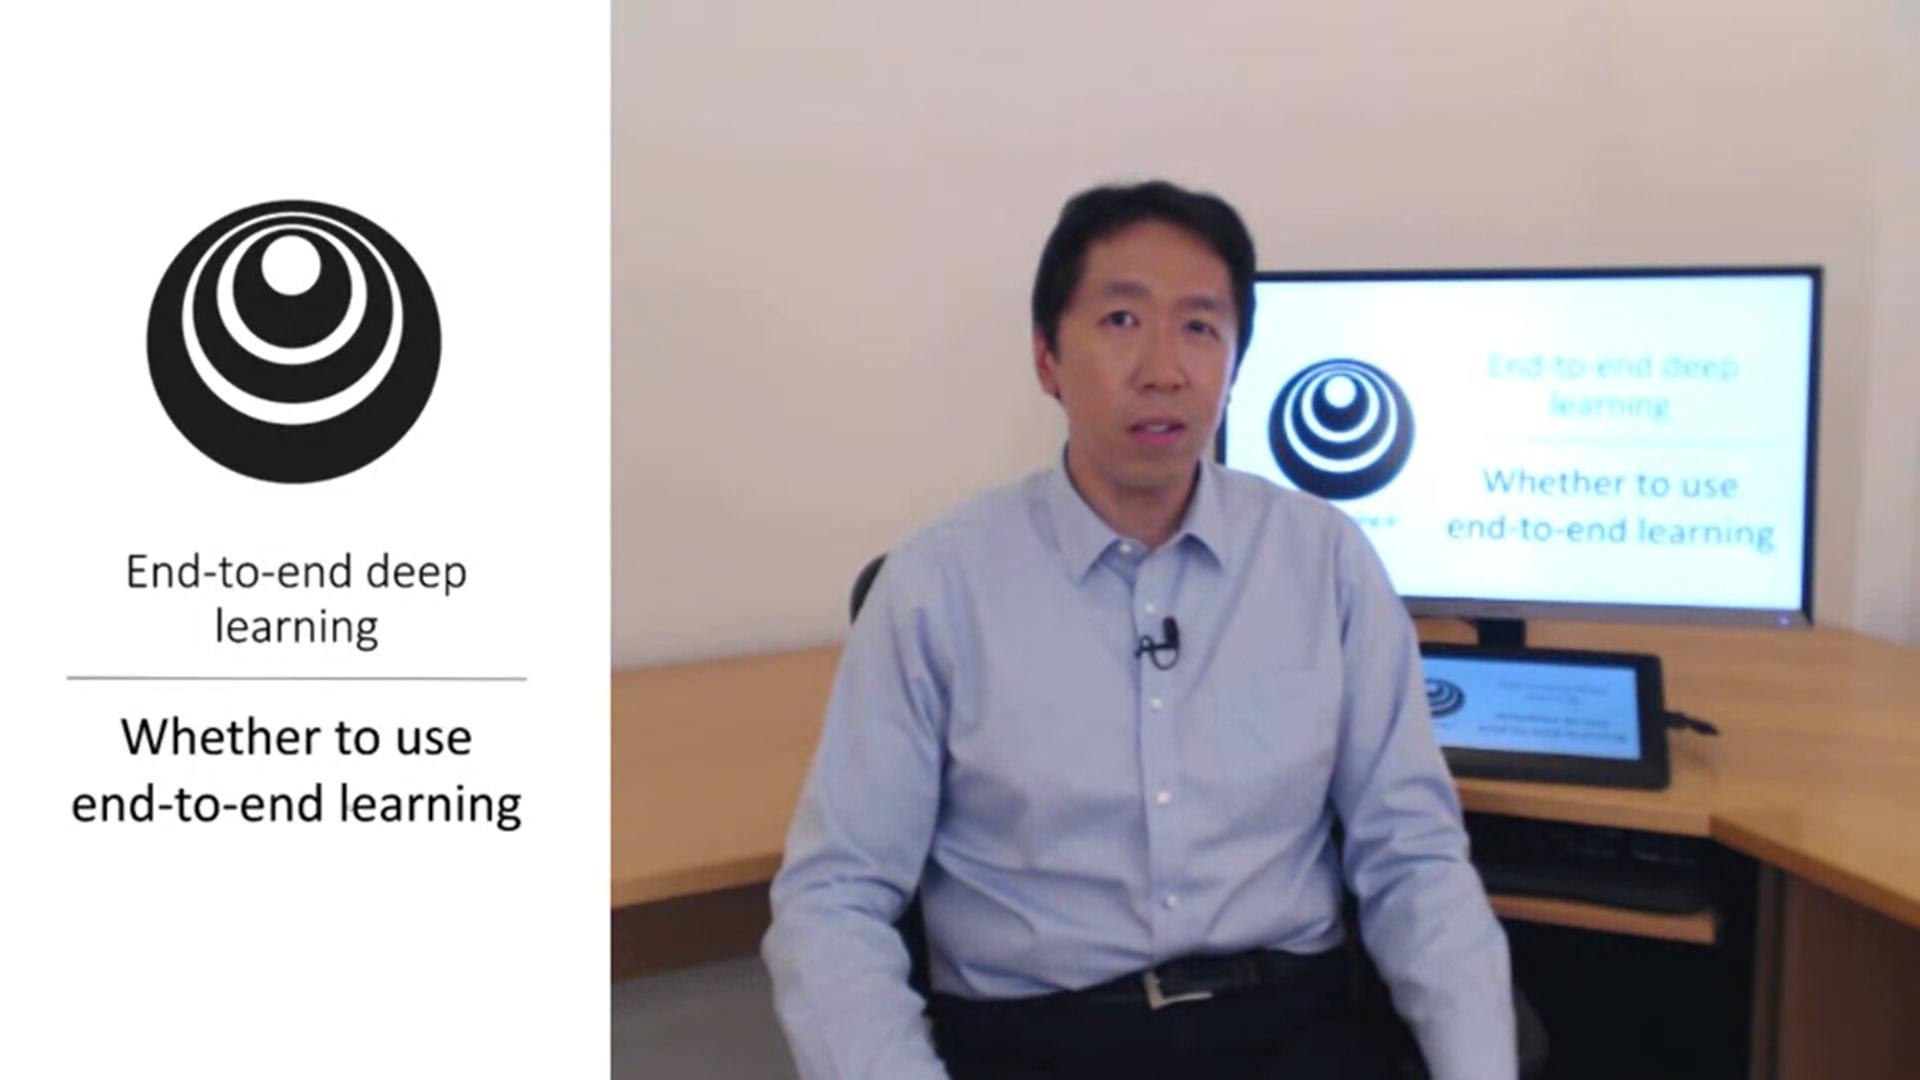 End-to-end deep
learning
Whether to use
end-to-end learning
End-to-end deep
learning
Whether to use
end-to-end learning